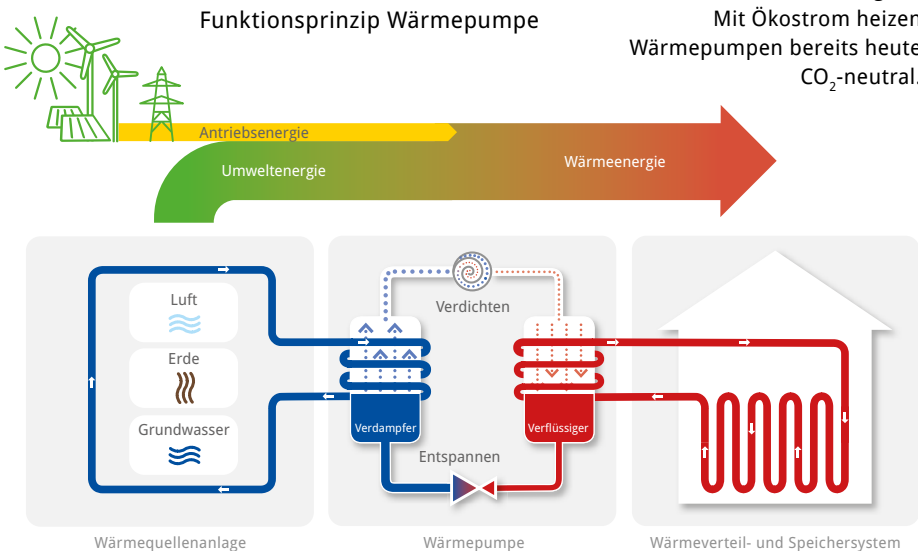 Funktionsprinzip Wärmepumpe
Mit Ökostrom heizen
Wärmepumpen bereits heute
CO₂-neutral.
Antriebsenergie
Umweltenergie
Wärmeenergie
Luft
Erde
Grundwasser
Verdichten
Verdampfer
Verflüssiger
Entspannen
Wärmequellenanlage
Wärmepumpe
Wärmeverteil- und Speichersystem